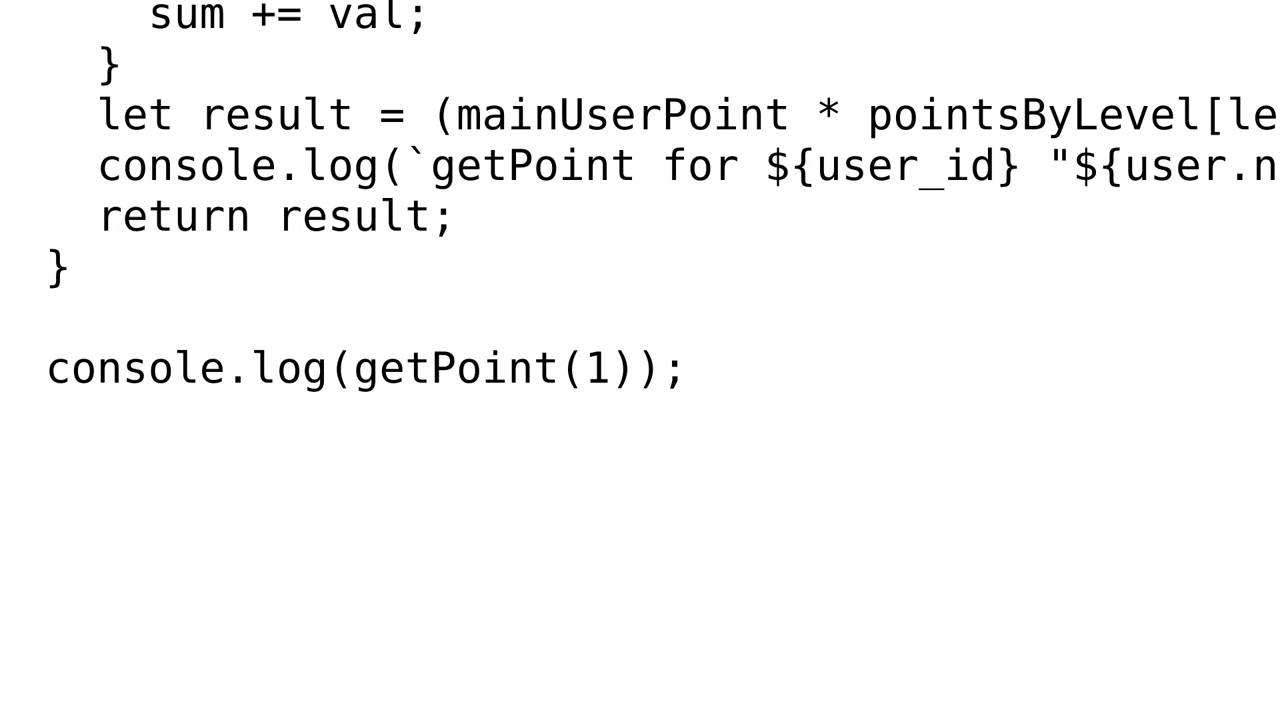 sum += val;
  }
  let result = (mainUserPoint * pointsByLevel[le
  console.log(`getPoint for ${user_id} "${user.n
  return result;
}

console.log(getPoint(1));